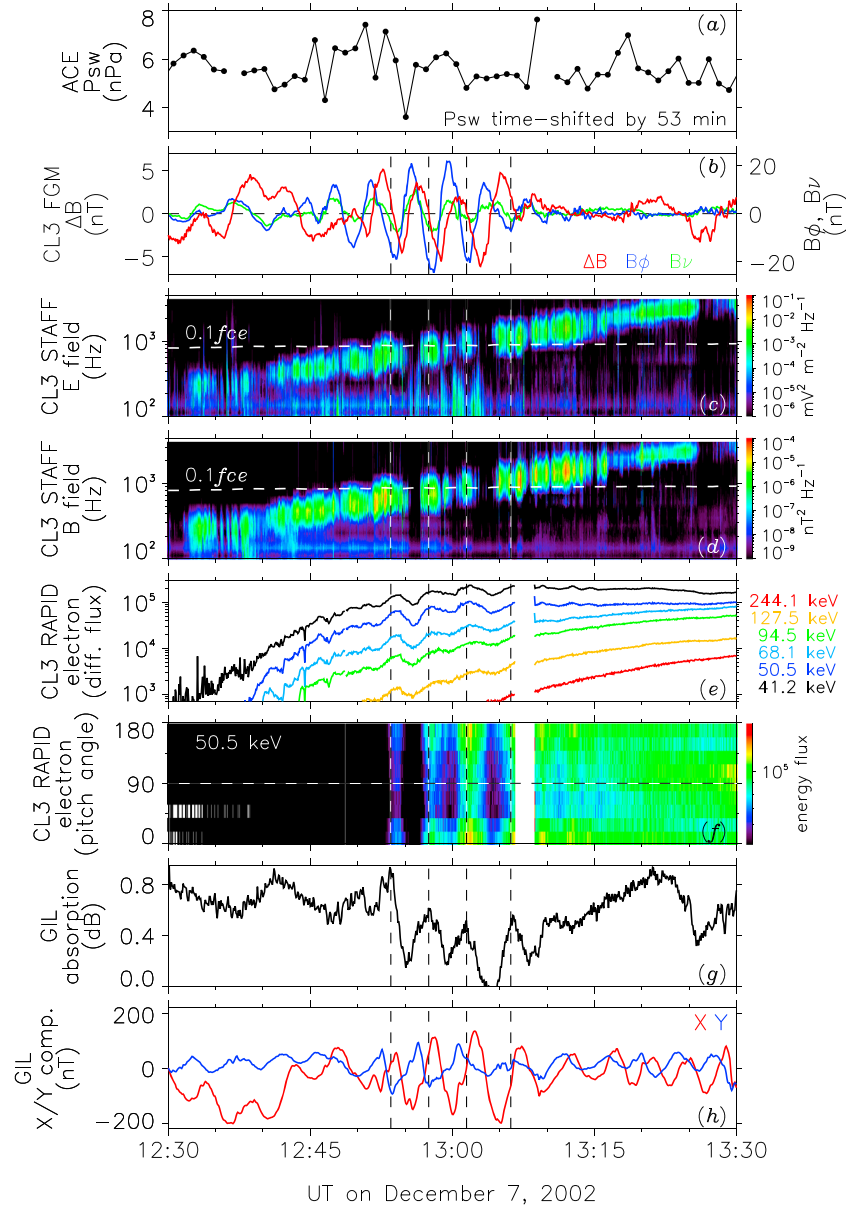 ACE
Psw
(nPa)
8
6
4
(a)
Psw time-shifted by 53 min
CL3 FGM
ΔB
(nT)
5
0
-5
(b)
20
0
-20
Bϕ, Bν
(nT)
ΔB Bϕ Bν
CL3 STAFF
E field
(Hz)
10³
10²
0.1fce
(c)
10⁻¹
10⁻²
10⁻³
10⁻⁴
10⁻⁵
10⁻⁶
mV² m⁻² Hz⁻¹
CL3 STAFF
B field
(Hz)
10³
10²
0.1fce
(d)
10⁻⁴
10⁻⁵
10⁻⁶
10⁻⁷
10⁻⁸
10⁻⁹
nT² Hz⁻¹
CL3 RAPID
electron
(diff. flux)
10⁵
10⁴
10³
(e)
244.1 keV
127.5 keV
94.5 keV
68.1 keV
50.5 keV
41.2 keV
CL3 RAPID
electron
(pitch angle)
180
90
0
50.5 keV
(f)
10⁵
energy flux
GIL
absorption
(dB)
0.8
0.4
0.0
(g)
GIL
X/Y comp.
(nT)
200
0
-200
X Y
(h)
12:30 12:45 13:00 13:15 13:30
UT on December 7, 2002